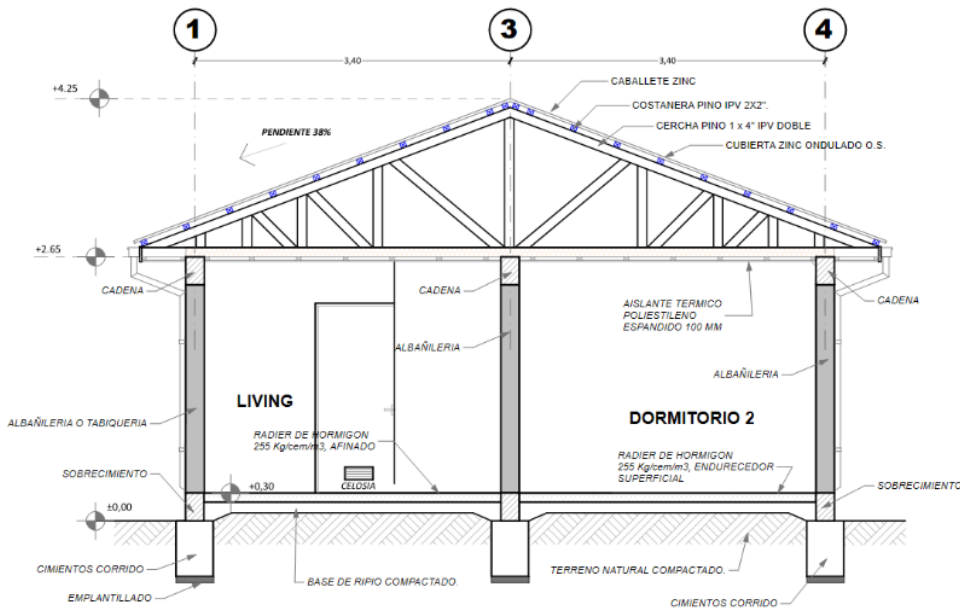 1
3
4
3,40
3,40
+4.25
CABALLETE ZINC
COSTANERA PINO IPV 2X2".
PENDIENTE 38%
CERCHA PINO 1 x 4" IPV DOBLE
CUBIERTA ZINC ONDULADO O.S.
+2.65
CADENA
CADENA
AISLANTE TERMICO
POLIESTILENO
ESPANDIDO 100 MM
CADENA
ALBAÑILERIA
ALBAÑILERIA
LIVING
DORMITORIO 2
ALBAÑILERIA O TABIQUERIA
RADIER DE HORMIGON
255 Kg/cem/m3, AFINADO
RADIER DE HORMIGON
255 Kg/cem/m3, ENDURECEDOR
SUPERFICIAL
SOBRECIMIENTO
CELOSIA
SOBRECIMIENTO
+0,30
±0,00
CIMIENTOS CORRIDO
BASE DE RIPIO COMPACTADO.
TERRENO NATURAL COMPACTADO.
EMPLANTILLADO
CIMIENTOS CORRIDO